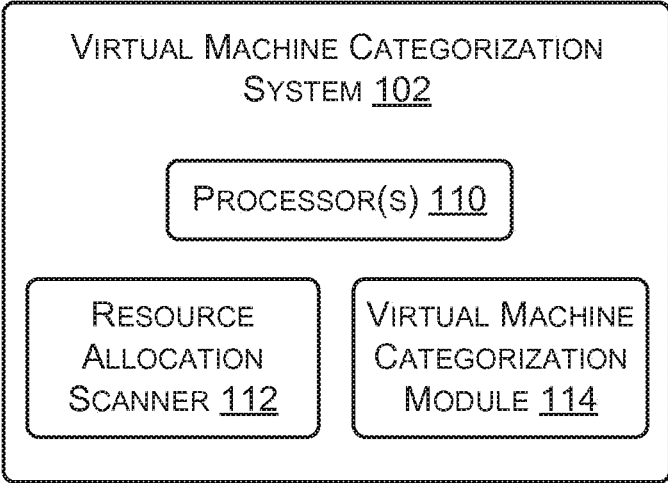 VIRTUAL MACHINE CATEGORIZATION
SYSTEM 102
PROCESSOR(S) 110
RESOURCE
ALLOCATION
SCANNER 112
VIRTUAL MACHINE
CATEGORIZATION
MODULE 114